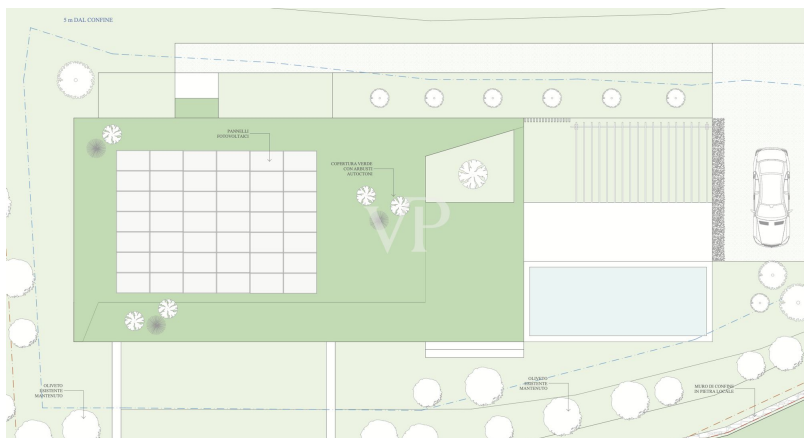 5 m DAL CONFINE
PANNELLI
FOTOVOLTAICI
COPERTURA VERDE
CON ARBUSTI
AUTOCTONI
VP
OLIVETO
ESISTENTE
MANTENUTO
OLIVETO
ESISTENTE
MANTENUTO
MURO DI CONFINE
IN PIETRA LOCALE